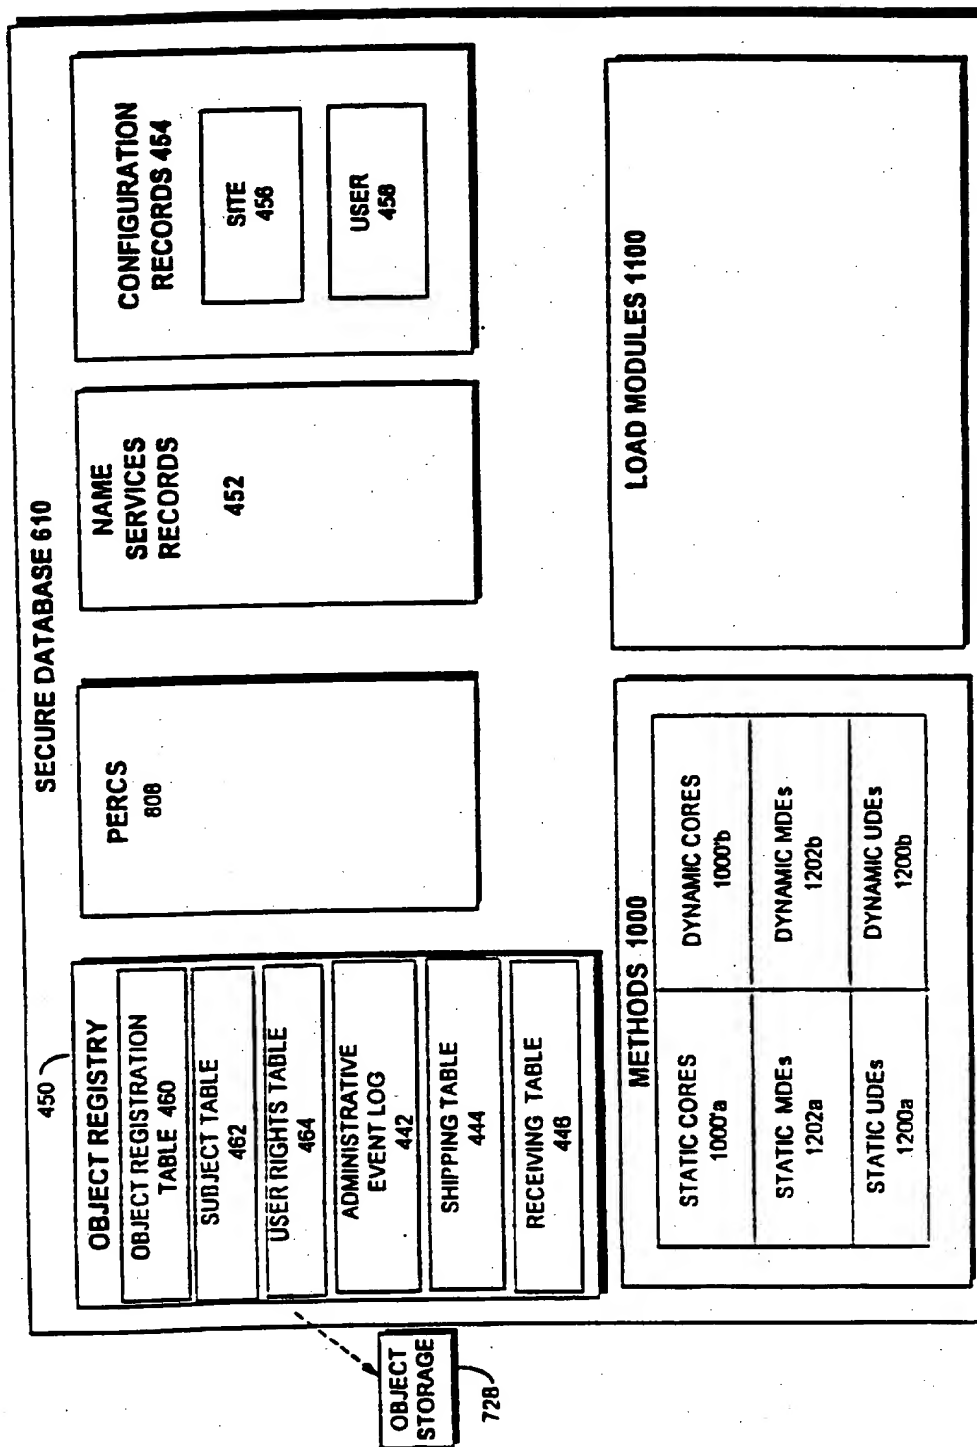 SECURE DATABASE 610
450
OBJECT REGISTRY
OBJECT REGISTRATION
TABLE 460
SUBJECT TABLE
462
USER RIGHTS TABLE
464
ADMINISTRATIVE
EVENT LOG
442
SHIPPING TABLE
444
RECEIVING TABLE
446
PERCS
808
NAME
SERVICES
RECORDS
452
CONFIGURATION
RECORDS 454
SITE
456
USER
458
OBJECT
STORAGE
728
METHODS 1000
STATIC CORES
1000'a
DYNAMIC CORES
1000'b
STATIC MDEs
1202a
DYNAMIC MDEs
1202b
STATIC UDEs
1200a
DYNAMIC UDEs
1200b
LOAD MODULES 1100